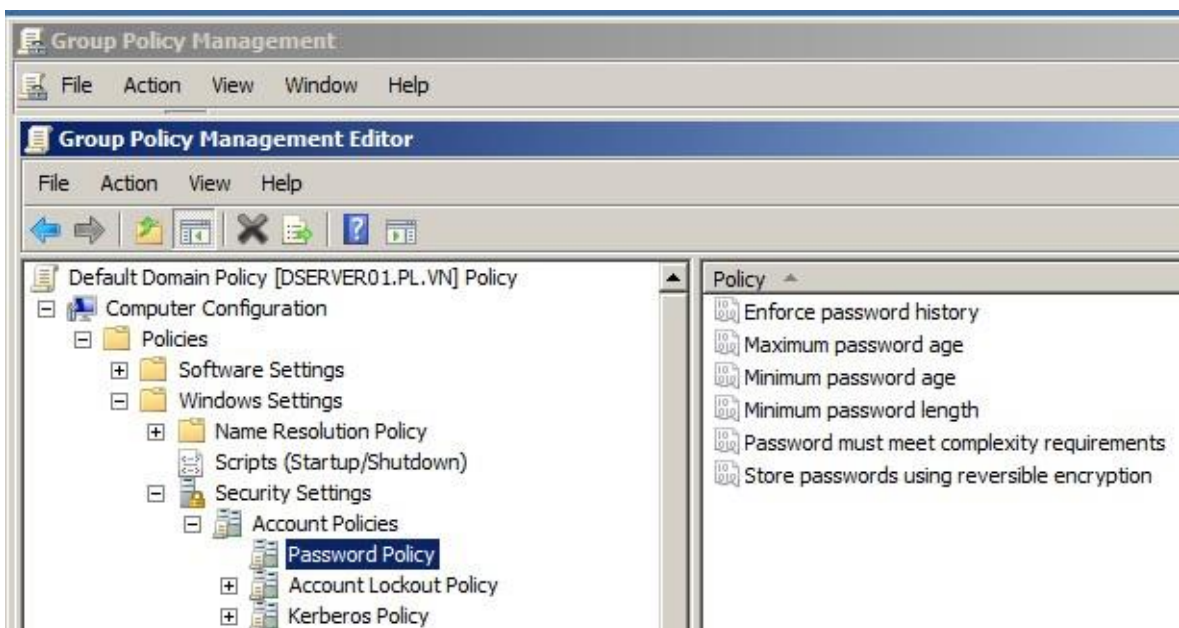 Group Policy Management
File Action View Window Help
Group Policy Management Editor
File Action View Help
Default Domain Policy [DSERVER01.PL.VN] Policy
Computer Configuration
Policies
Software Settings
Windows Settings
Name Resolution Policy
Scripts (Startup/Shutdown)
Security Settings
Account Policies
Password Policy
Account Lockout Policy
Kerberos Policy
Policy
Enforce password history
Maximum password age
Minimum password age
Minimum password length
Password must meet complexity requirements
Store passwords using reversible encryption